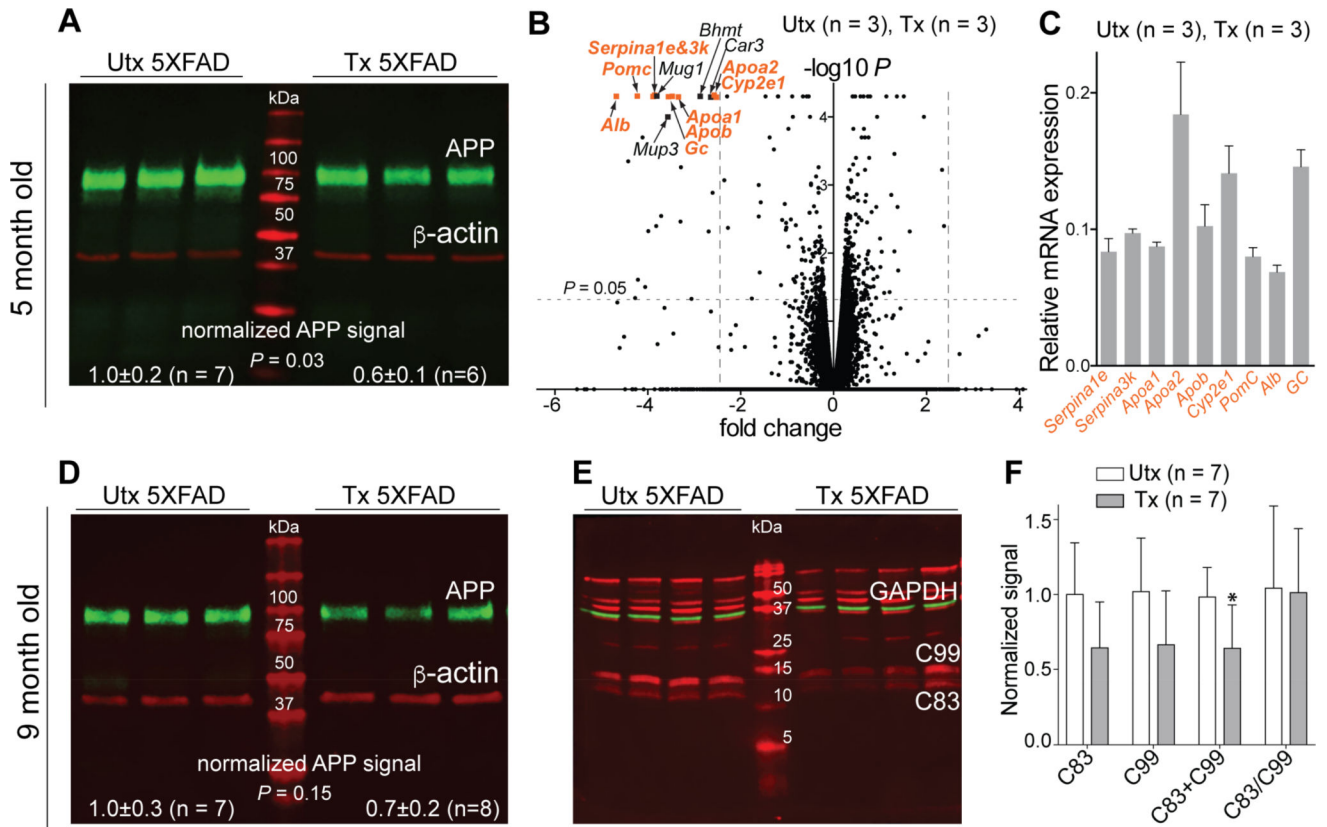 A
Utx 5XFAD
Tx 5XFAD
kDa
100
75
50
37
APP
β-actin
normalized APP signal
P = 0.03
1.0±0.2 (n = 7)
0.6±0.1 (n=6)
5 month old
B
Utx (n = 3), Tx (n = 3)
Bhmt
Car3
Serpina1e&3k
Pomc
Mug1
Apoa2
Cyp2e1
Alb
Apoa1
Apob
Gc
Mup3
-log10 P
4
3
2
P = 0.05
-6
-4
-2
0
2
4
fold change
C
Utx (n = 3), Tx (n = 3)
Relative mRNA expression
0.2
0.1
0.0
Serpina1e
Serpina3k
Apoa1
Apoa2
Apob
Cyp2e1
PomC
Alb
GC
9 month old
D
Utx 5XFAD
Tx 5XFAD
kDa
100
75
50
37
APP
β-actin
normalized APP signal
P = 0.15
1.0±0.3 (n = 7)
0.7±0.2 (n=8)
E
Utx 5XFAD
Tx 5XFAD
kDa
50
37
25
15
10
5
GAPDH
C99
C83
F
Utx (n = 7)
Tx (n = 7)
Normalized signal
1.5
1.0
0.5
0.0
*
C83
C99
C83+C99
C83/C99